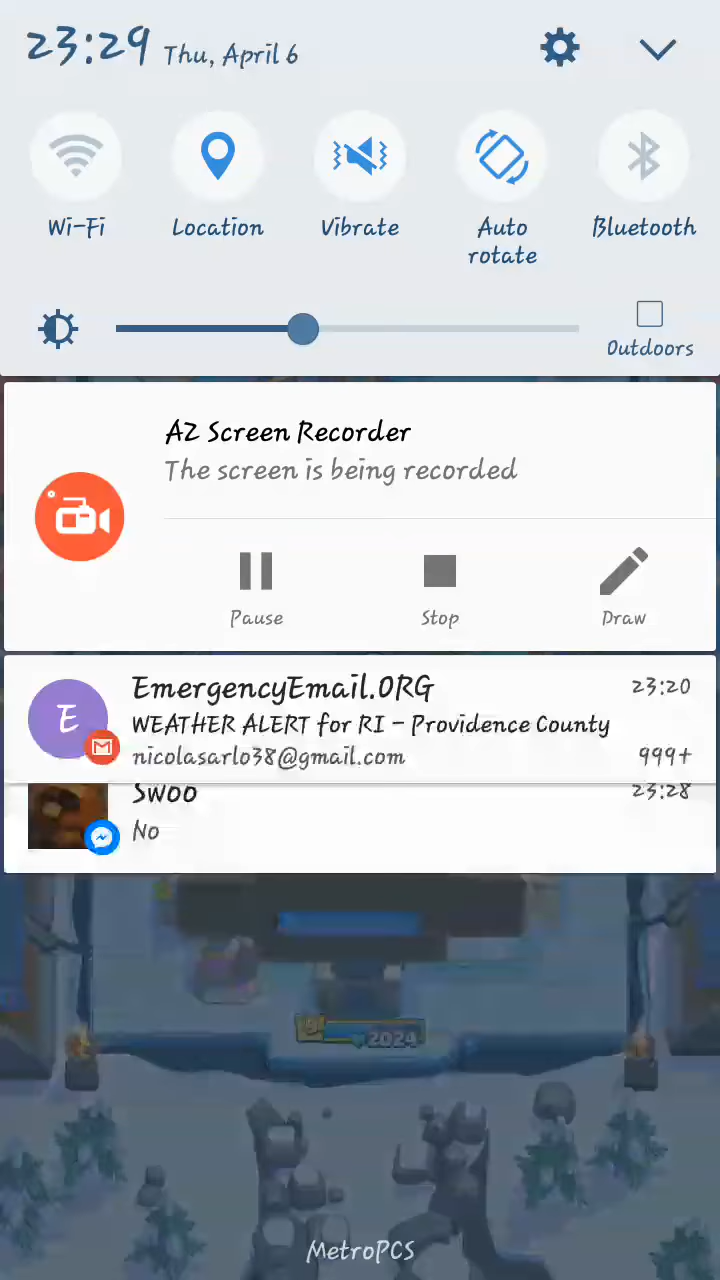 23:29 Thu, April 6
Wi-Fi Location Vibrate Auto rotate Bluetooth
Outdoors
AZ Screen Recorder
The screen is being recorded
Pause Stop Draw
E EmergencyEmail.ORG 23:20
WEATHER ALERT for RI - Providence County
nicolasarlo38@gmail.com 999+
Swoo 23:28
No
9 2024
MetroPCS